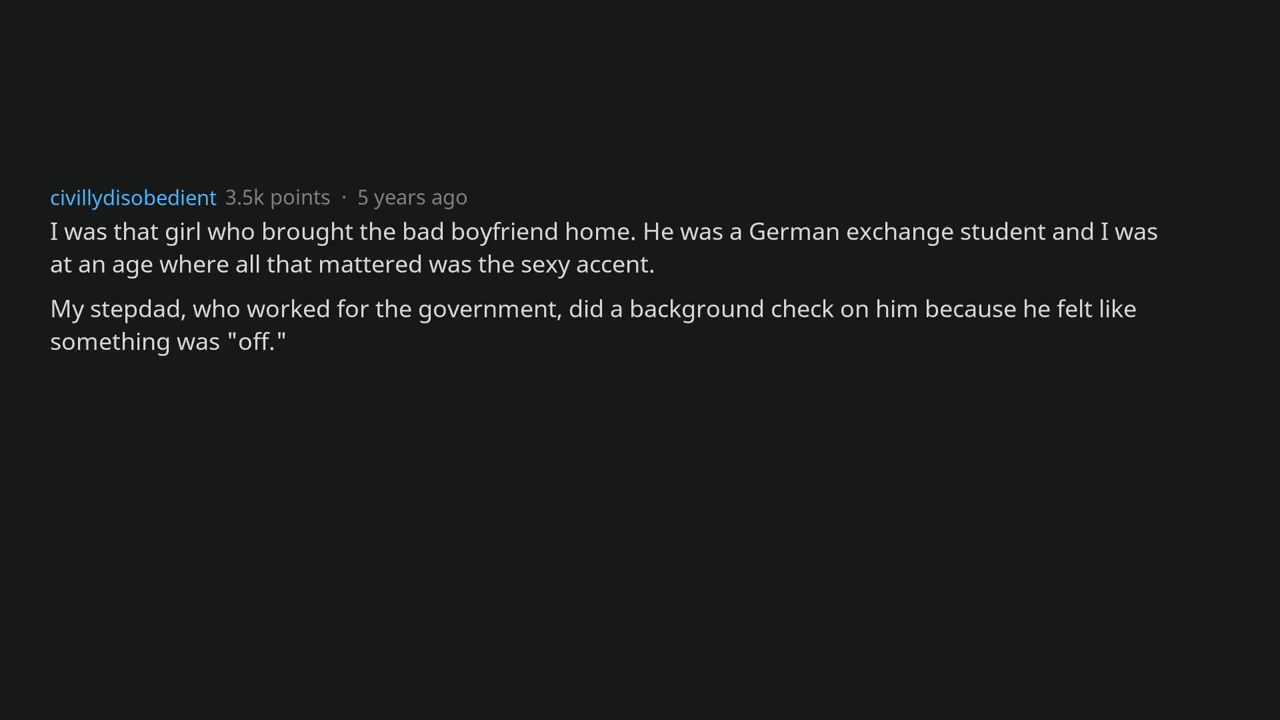 civillydisobedient 3.5k points · 5 years ago
I was that girl who brought the bad boyfriend home. He was a German exchange student and I was
at an age where all that mattered was the sexy accent.
My stepdad, who worked for the government, did a background check on him because he felt like
something was "off."